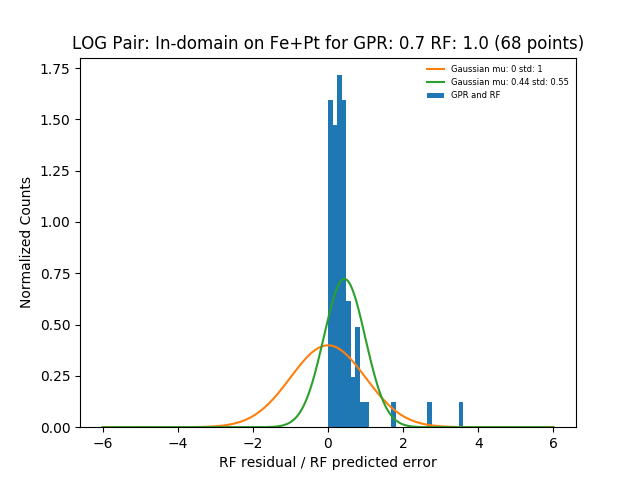 LOG Pair: In-domain on Fe+Pt for GPR: 0.7 RF: 1.0 (68 points)
Gaussian mu: 0 std: 1
Gaussian mu: 0.44 std: 0.55
GPR and RF
Normalized Counts
1.75
1.50
1.25
1.00
0.75
0.50
0.25
0.00
−6 −4 −2 0 2 4 6
RF residual / RF predicted error